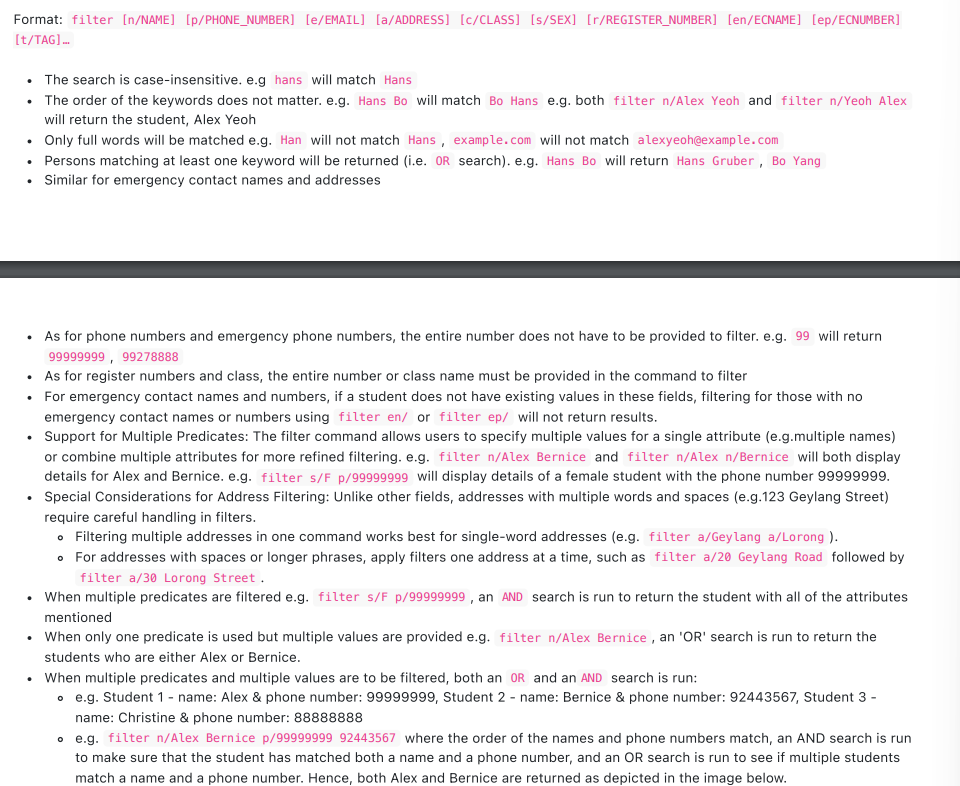 Format: filter [n/NAME] [p/PHONE_NUMBER] [e/EMAIL] [a/ADDRESS] [c/CLASS] [s/SEX] [r/REGISTER_NUMBER] [en/ECNAME] [ep/ECNUMBER]
[t/TAG]…
• The search is case-insensitive. e.g hans will match Hans
• The order of the keywords does not matter. e.g. Hans Bo will match Bo Hans e.g. both filter n/Alex Yeoh and filter n/Yeoh Alex
will return the student, Alex Yeoh
• Only full words will be matched e.g. Han will not match Hans , example.com will not match alexyeoh@example.com
• Persons matching at least one keyword will be returned (i.e. OR search). e.g. Hans Bo will return Hans Gruber , Bo Yang
• Similar for emergency contact names and addresses
• As for phone numbers and emergency phone numbers, the entire number does not have to be provided to filter. e.g. 99 will return
99999999 , 99278888
• As for register numbers and class, the entire number or class name must be provided in the command to filter
• For emergency contact names and numbers, if a student does not have existing values in these fields, filtering for those with no
emergency contact names or numbers using filter en/ or filter ep/ will not return results.
• Support for Multiple Predicates: The filter command allows users to specify multiple values for a single attribute (e.g.multiple names)
or combine multiple attributes for more refined filtering. e.g. filter n/Alex Bernice and filter n/Alex n/Bernice will both display
details for Alex and Bernice. e.g. filter s/F p/99999999 will display details of a female student with the phone number 99999999.
• Special Considerations for Address Filtering: Unlike other fields, addresses with multiple words and spaces (e.g.123 Geylang Street)
require careful handling in filters.
◦ Filtering multiple addresses in one command works best for single-word addresses (e.g. filter a/Geylang a/Lorong ).
◦ For addresses with spaces or longer phrases, apply filters one address at a time, such as filter a/20 Geylang Road followed by
filter a/30 Lorong Street .
• When multiple predicates are filtered e.g. filter s/F p/99999999 , an AND search is run to return the student with all of the attributes
mentioned
• When only one predicate is used but multiple values are provided e.g. filter n/Alex Bernice , an 'OR' search is run to return the
students who are either Alex or Bernice.
• When multiple predicates and multiple values are to be filtered, both an OR and an AND search is run:
◦ e.g. Student 1 - name: Alex & phone number: 99999999, Student 2 - name: Bernice & phone number: 92443567, Student 3 -
name: Christine & phone number: 88888888
◦ e.g. filter n/Alex Bernice p/99999999 92443567 where the order of the names and phone numbers match, an AND search is run
to make sure that the student has matched both a name and a phone number, and an OR search is run to see if multiple students
match a name and a phone number. Hence, both Alex and Bernice are returned as depicted in the image below.